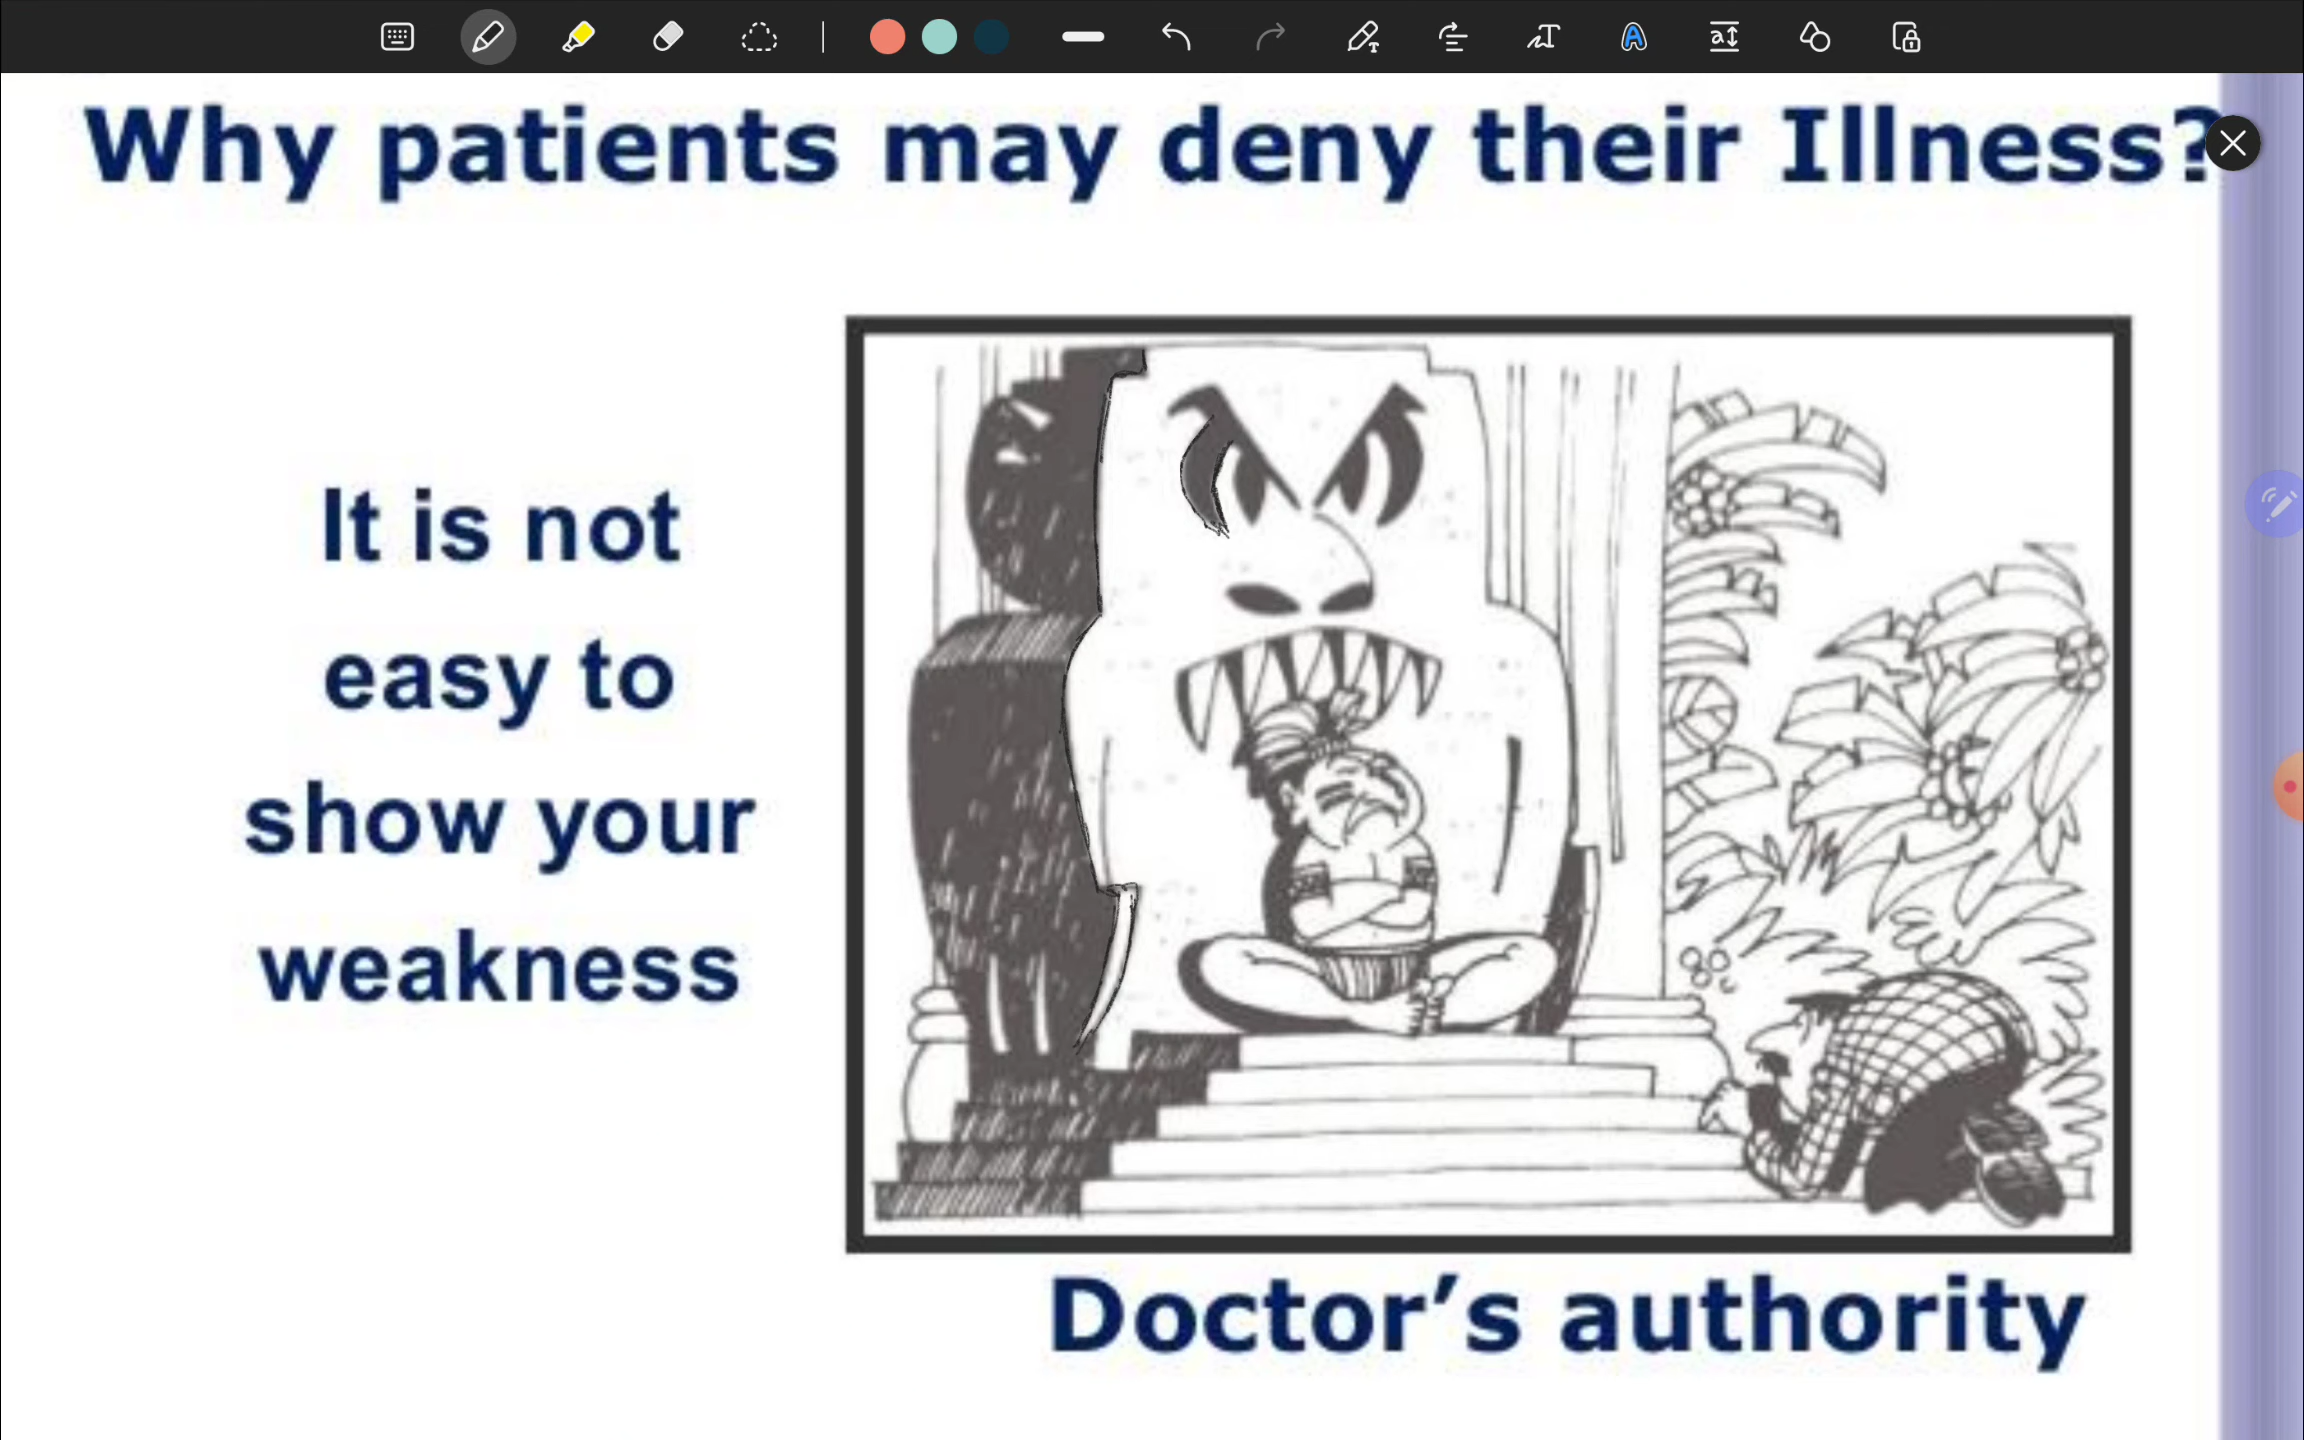 Why patients may deny their Illness?
It is not
easy to
show your
weakness
Doctor’s authority